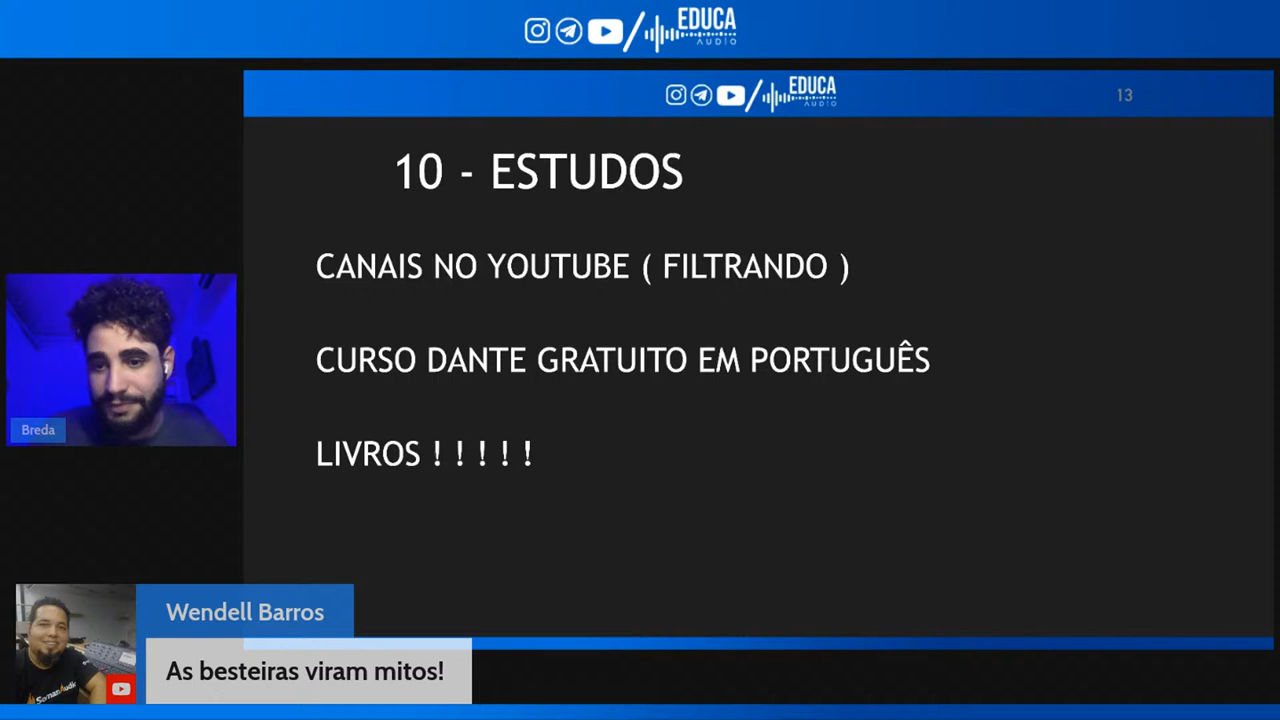 EDUCA
AUDIO
EDUCA
AUDIO
13
10 - ESTUDOS
CANAIS NO YOUTUBE ( FILTRANDO )
CURSO DANTE GRATUITO EM PORTUGUÊS
LIVROS ! ! ! ! !
Breda
Wendell Barros
As besteiras viram mitos!